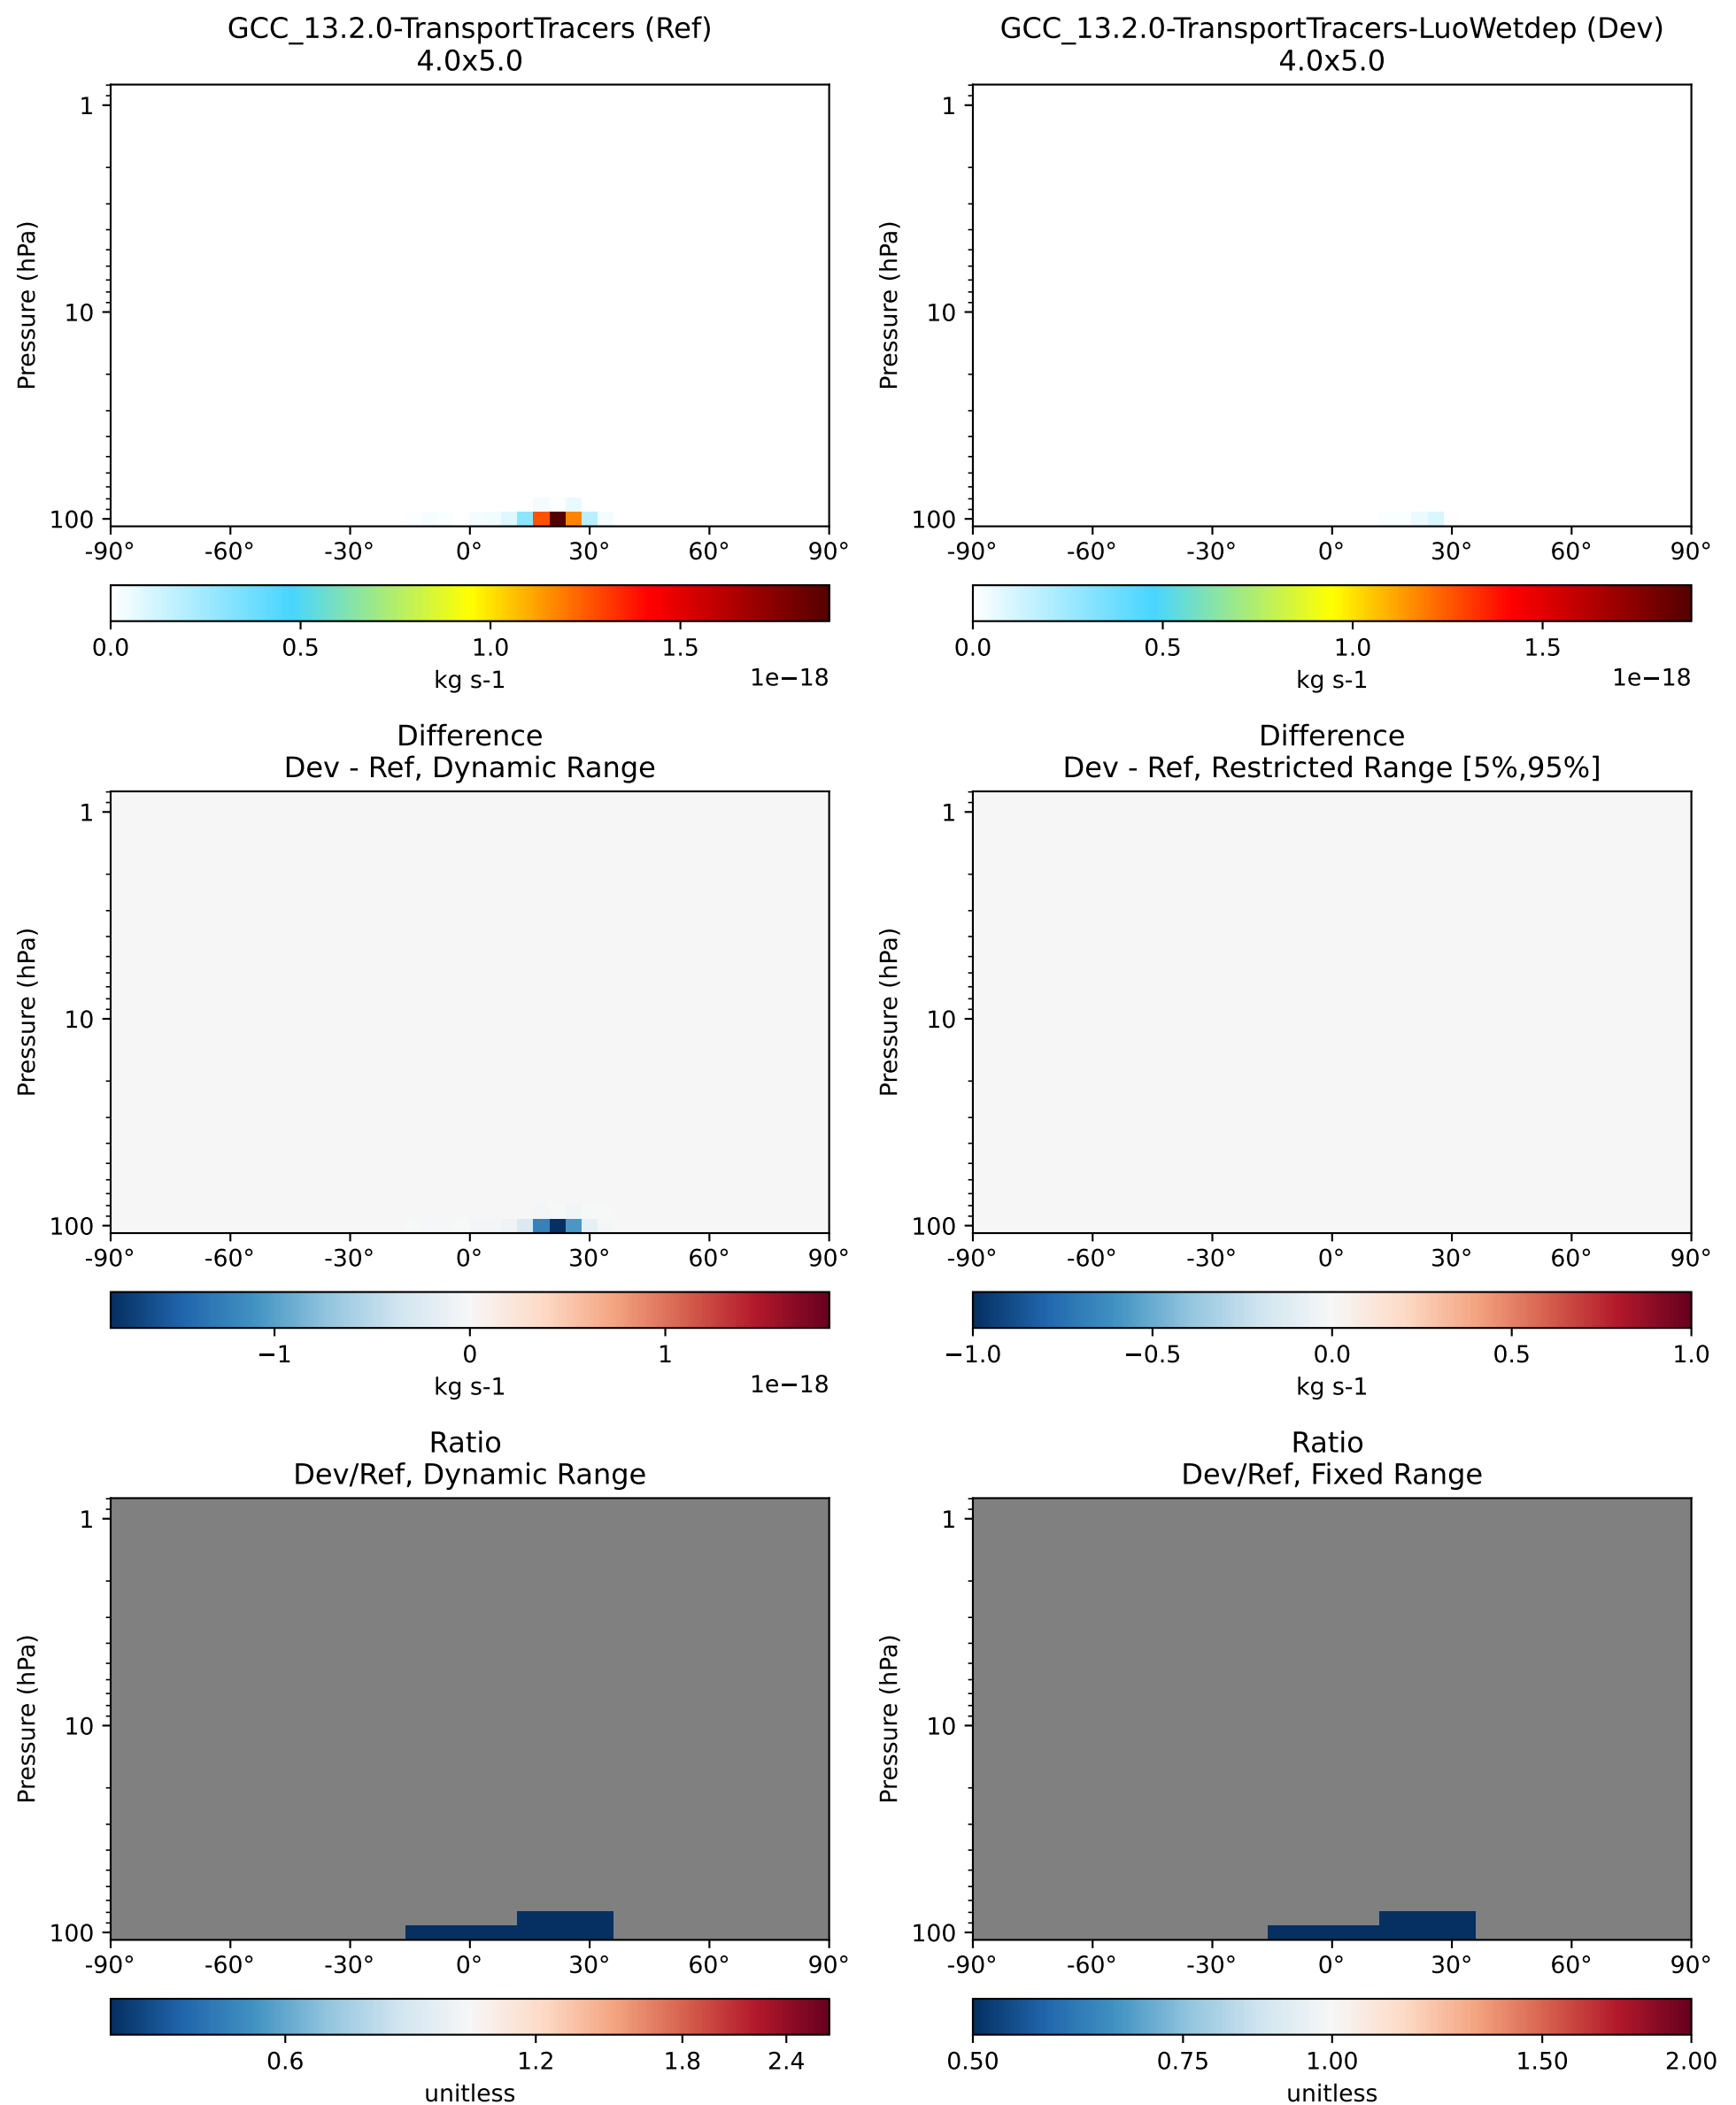 GCC_13.2.0-TransportTracers (Ref)
4.0x5.0
GCC_13.2.0-TransportTracers-LuoWetdep (Dev)
4.0x5.0
Pressure (hPa)
1
10
100
-90° -60° -30° 0° 30° 60° 90°
0.0 0.5 1.0 1.5
kg s-1
1e−18
Pressure (hPa)
1
10
100
-90° -60° -30° 0° 30° 60° 90°
0.0 0.5 1.0 1.5
kg s-1
1e−18
Difference
Dev - Ref, Dynamic Range
Difference
Dev - Ref, Restricted Range [5%,95%]
Pressure (hPa)
1
10
100
-90° -60° -30° 0° 30° 60° 90°
−1 0 1
kg s-1
1e−18
Pressure (hPa)
1
10
100
-90° -60° -30° 0° 30° 60° 90°
−1.0 −0.5 0.0 0.5 1.0
kg s-1
Ratio
Dev/Ref, Dynamic Range
Ratio
Dev/Ref, Fixed Range
Pressure (hPa)
1
10
100
-90° -60° -30° 0° 30° 60° 90°
0.6 1.2 1.8 2.4
unitless
Pressure (hPa)
1
10
100
-90° -60° -30° 0° 30° 60° 90°
0.50 0.75 1.00 1.50 2.00
unitless